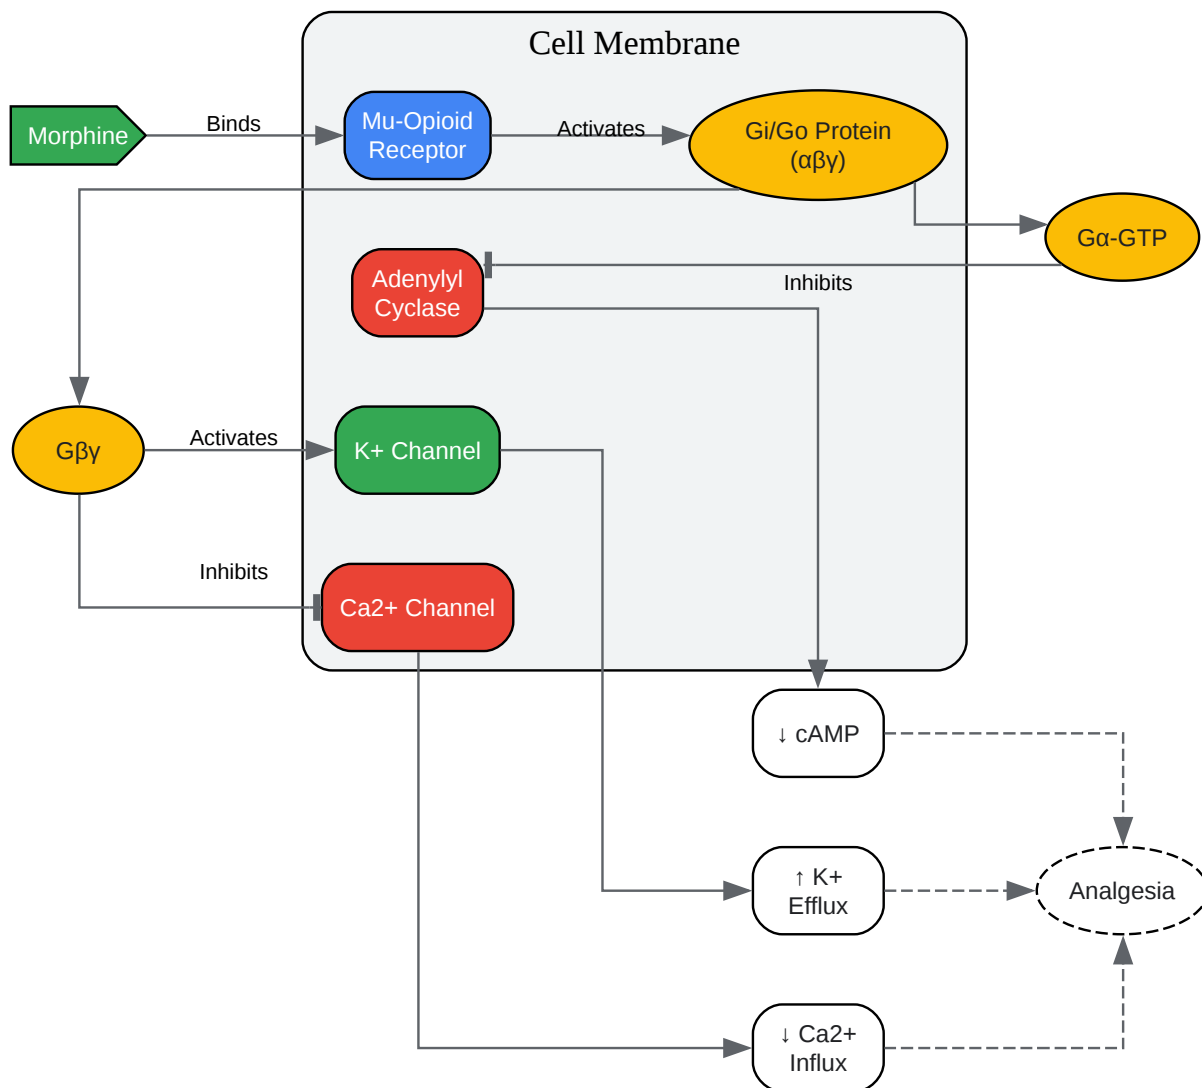 Cell Membrane
Morphine
Binds
Mu-Opioid
Receptor
Activates
Gi/Go Protein
(αβγ)
Gα-GTP
Adenylyl
Cyclase
Inhibits
Gβγ
Activates
K+ Channel
Inhibits
Ca2+ Channel
↓ cAMP
↑ K+
Efflux
Analgesia
↓ Ca2+
Influx